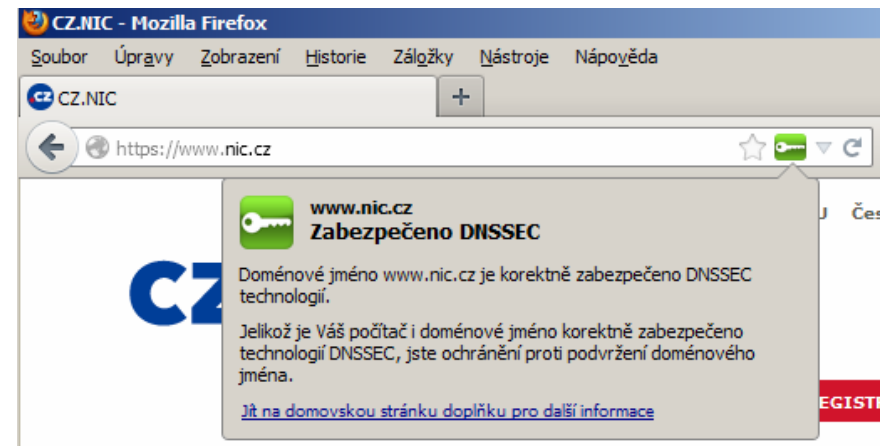 CZ.NIC - Mozilla Firefox
Soubor Úpravy Zobrazení Historie Záložky Nástroje Nápověda
CZ CZ.NIC +
https://www.nic.cz
www.nic.cz
Zabezpečeno DNSSEC
Doménové jméno www.nic.cz je korektně zabezpečeno DNSSEC
technologií.
Jelikož je Váš počítač i doménové jméno korektně zabezpečeno
technologií DNSSEC, jste ochránění proti podvržení doménového
jména.
Jít na domovskou stránku doplňku pro další informace
CZ
Čes
EGISTR